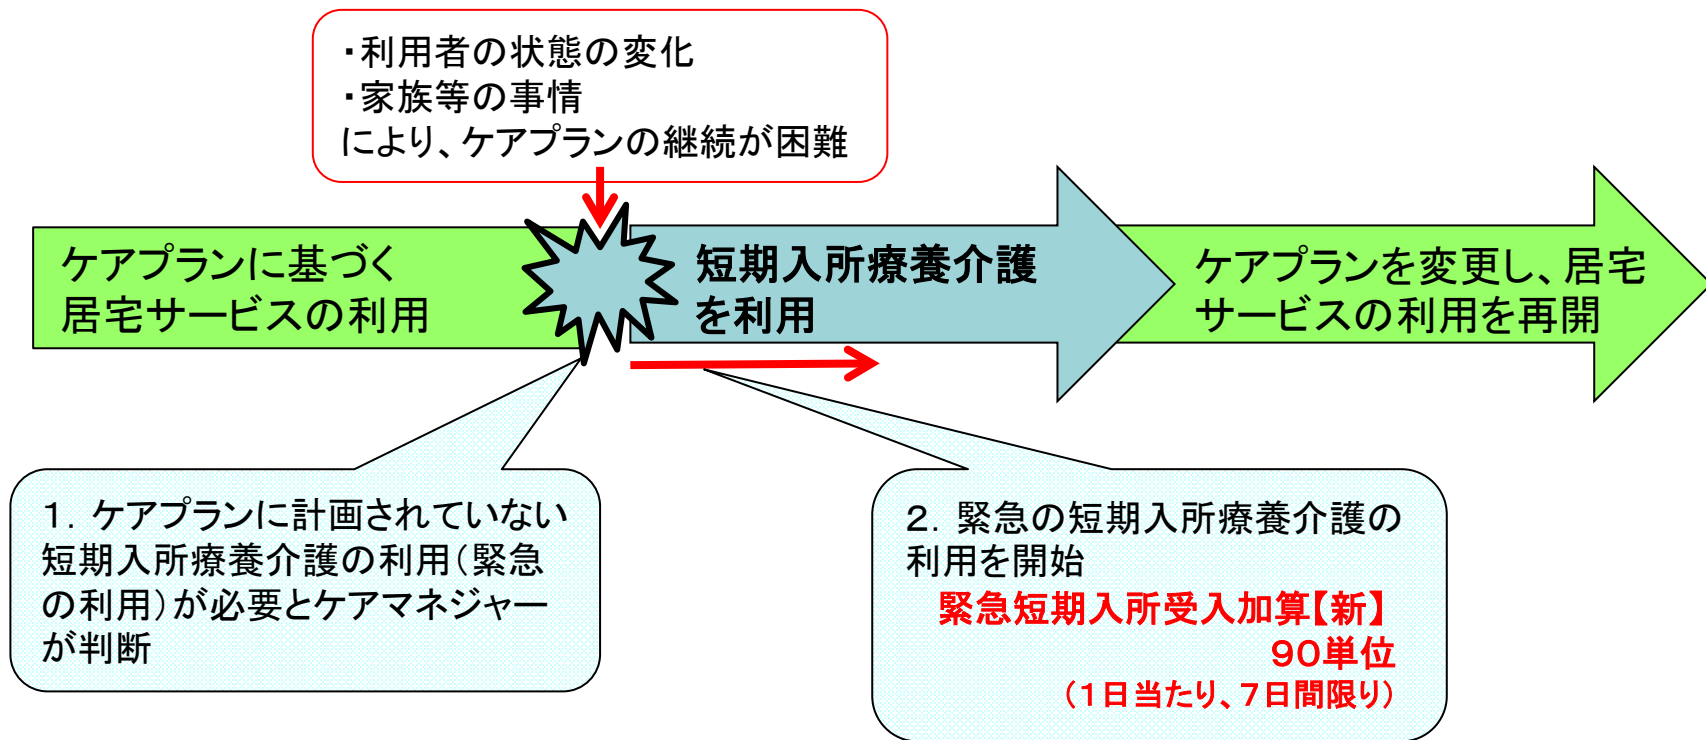 ・利用者の状態の変化
・家族等の事情
により、ケアプランの継続が困難
ケアプランに基づく
居宅サービスの利用
短期入所療養介護
を利用
ケアプランを変更し、居宅
サービスの利用を再開
１．ケアプランに計画されていない
短期入所療養介護の利用（緊急
の利用）が必要とケアマネジャー
が判断
２．緊急の短期入所療養介護の
利用を開始
緊急短期入所受入加算【新】
９０単位
（１日当たり、７日間限り）